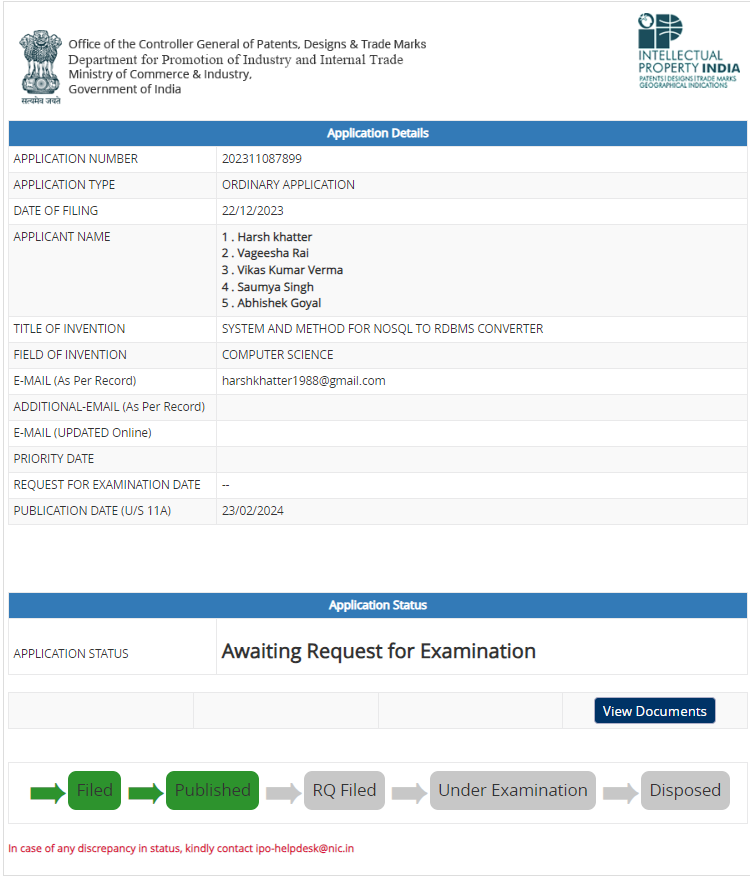 Office of the Controller General of Patents, Designs & Trade Marks
Department for Promotion of Industry and Internal Trade
Ministry of Commerce & Industry,
Government of India
सत्यमेव जयते
INTELLECTUAL
PROPERTY INDIA
PATENTS | DESIGNS | TRADE MARKS
GEOGRAPHICAL INDICATIONS
Application Details
APPLICATION NUMBER 202311087899
APPLICATION TYPE ORDINARY APPLICATION
DATE OF FILING 22/12/2023
APPLICANT NAME 1 . Harsh khatter
2 . Vageesha Rai
3 . Vikas Kumar Verma
4 . Saumya Singh
5 . Abhishek Goyal
TITLE OF INVENTION SYSTEM AND METHOD FOR NOSQL TO RDBMS CONVERTER
FIELD OF INVENTION COMPUTER SCIENCE
E-MAIL (As Per Record) harshkhatter1988@gmail.com
ADDITIONAL-EMAIL (As Per Record)
E-MAIL (UPDATED Online)
PRIORITY DATE
REQUEST FOR EXAMINATION DATE --
PUBLICATION DATE (U/S 11A) 23/02/2024
Application Status
APPLICATION STATUS Awaiting Request for Examination
View Documents
Filed Published RQ Filed Under Examination Disposed
In case of any discrepancy in status, kindly contact ipo-helpdesk@nic.in